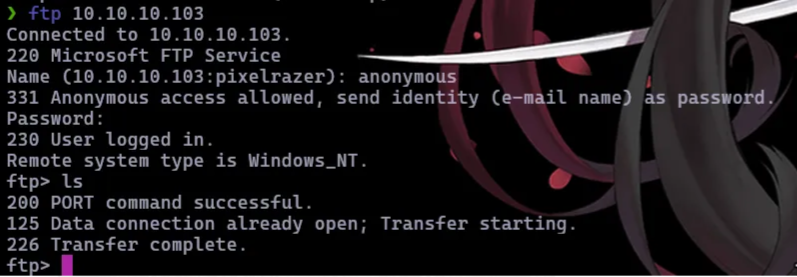 ❯ ftp 10.10.10.103
Connected to 10.10.10.103.
220 Microsoft FTP Service
Name (10.10.10.103:pixelrazer): anonymous
331 Anonymous access allowed, send identity (e-mail name) as password.
Password:
230 User logged in.
Remote system type is Windows_NT.
ftp> ls
200 PORT command successful.
125 Data connection already open; Transfer starting.
226 Transfer complete.
ftp>